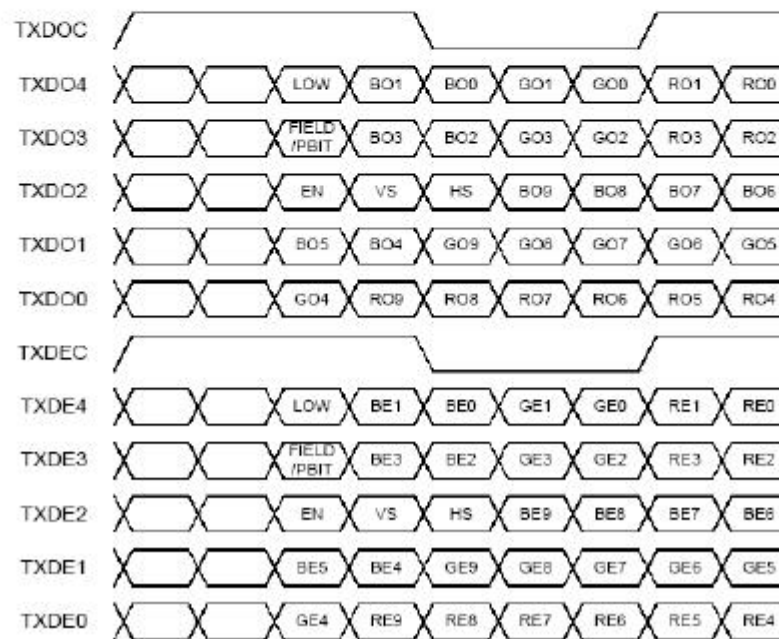 TXDOC
TXDO4 LOW BO1 BO0 GO1 GO0 RO1 RO0
TXDO3 FIELD /PBIT BO3 BO2 GO3 GO2 RO3 RO2
TXDO2 EN VS HS BO9 BO8 BO7 BO6
TXDO1 BO5 BO4 GO9 GO8 GO7 GO6 GO5
TXDO0 GO4 RO9 RO8 RO7 RO6 RO5 RO4
TXDEC
TXDE4 LOW BE1 BE0 GE1 GE0 RE1 RE0
TXDE3 FIELD /PBIT BE3 BE2 GE3 GE2 RE3 RE2
TXDE2 EN VS HS BE9 BE8 BE7 BE6
TXDE1 BE5 BE4 GE9 GE8 GE7 GE6 GE5
TXDE0 GE4 RE9 RE8 RE7 RE6 RE5 RE4